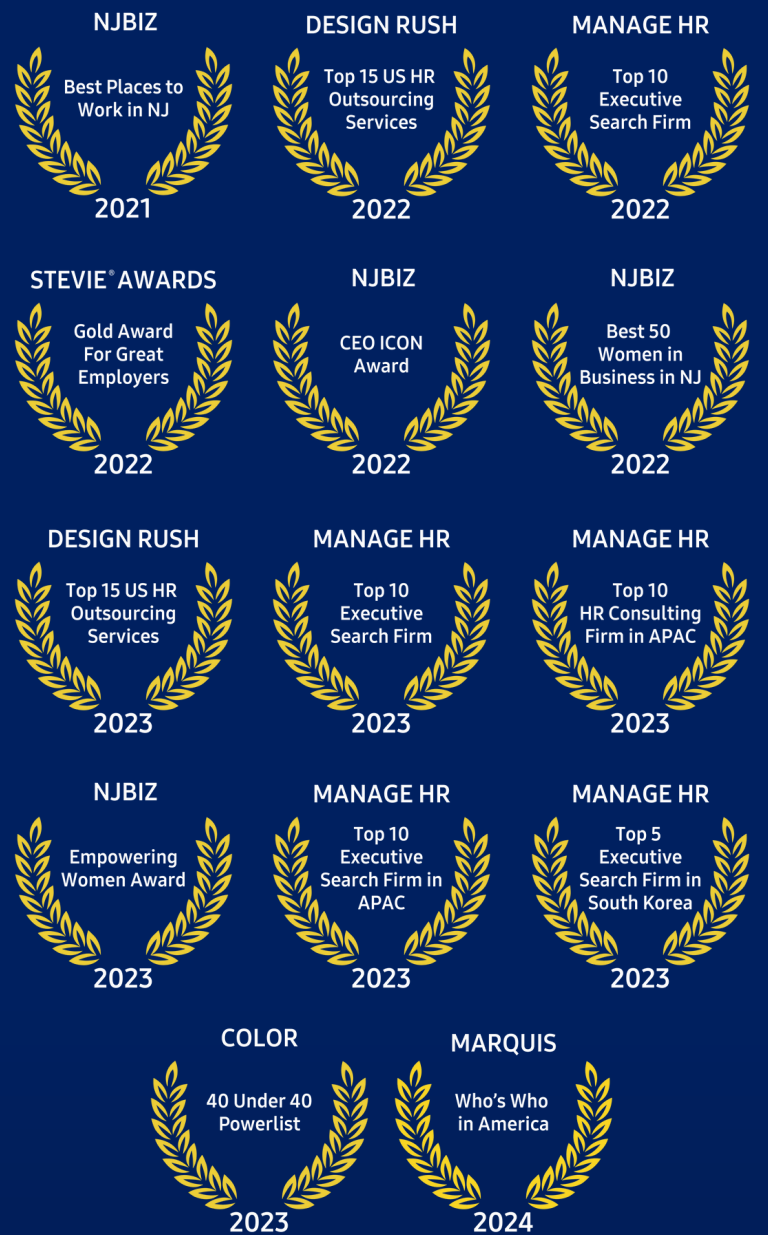 NJBIZ
Best Places to
Work in NJ
2021
DESIGN RUSH
Top 15 US HR
Outsourcing
Services
2022
MANAGE HR
Top 10
Executive
Search Firm
2022
STEVIE® AWARDS
Gold Award
For Great
Employers
2022
NJBIZ
CEO ICON
Award
2022
NJBIZ
Best 50
Women in
Business in NJ
2022
DESIGN RUSH
Top 15 US HR
Outsourcing
Services
2023
MANAGE HR
Top 10
Executive
Search Firm
2023
MANAGE HR
Top 10
HR Consulting
Firm in APAC
2023
NJBIZ
Empowering
Women Award
2023
MANAGE HR
Top 10
Executive
Search Firm in
APAC
2023
MANAGE HR
Top 5
Executive
Search Firm in
South Korea
2023
COLOR
40 Under 40
Powerlist
2023
MARQUIS
Who's Who
in America
2024